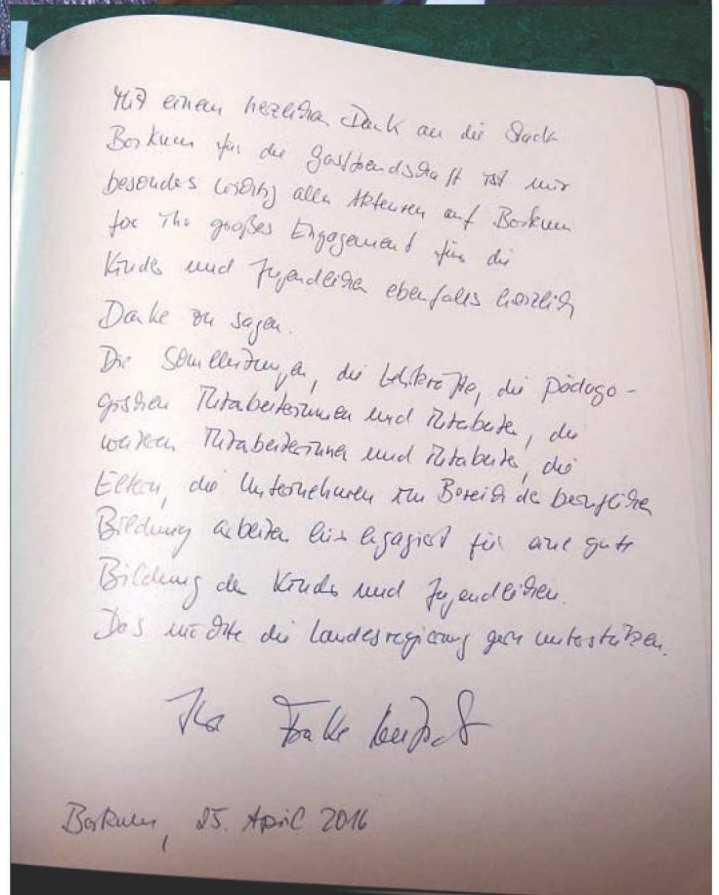 Mit einem herzlichen Dank an die Stadt
Borkum für die Gastfreundschaft ist mir
besonders wichtig allen Akteuren auf Borkum
für Ihr großes Engagement für die
Kinder und Jugendlichen ebenfalls herzlich
Danke zu sagen.
Die Schulleitungen, die Lehrkräfte, die pädago-
gischen Mitarbeiterinnen und Mitarbeiter, die
weiteren Mitarbeiterinnen und Mitarbeiter, die
Eltern, die Unternehmen im Bereich der beruflichen
Bildung arbeiten hier engagiert für eine gute
Bildung der Kinder und Jugendlichen.
Das möchte die Landesregierung gern unterstützen.
Ihre Frauke Heiligenstadt
Borkum, 25. April 2016